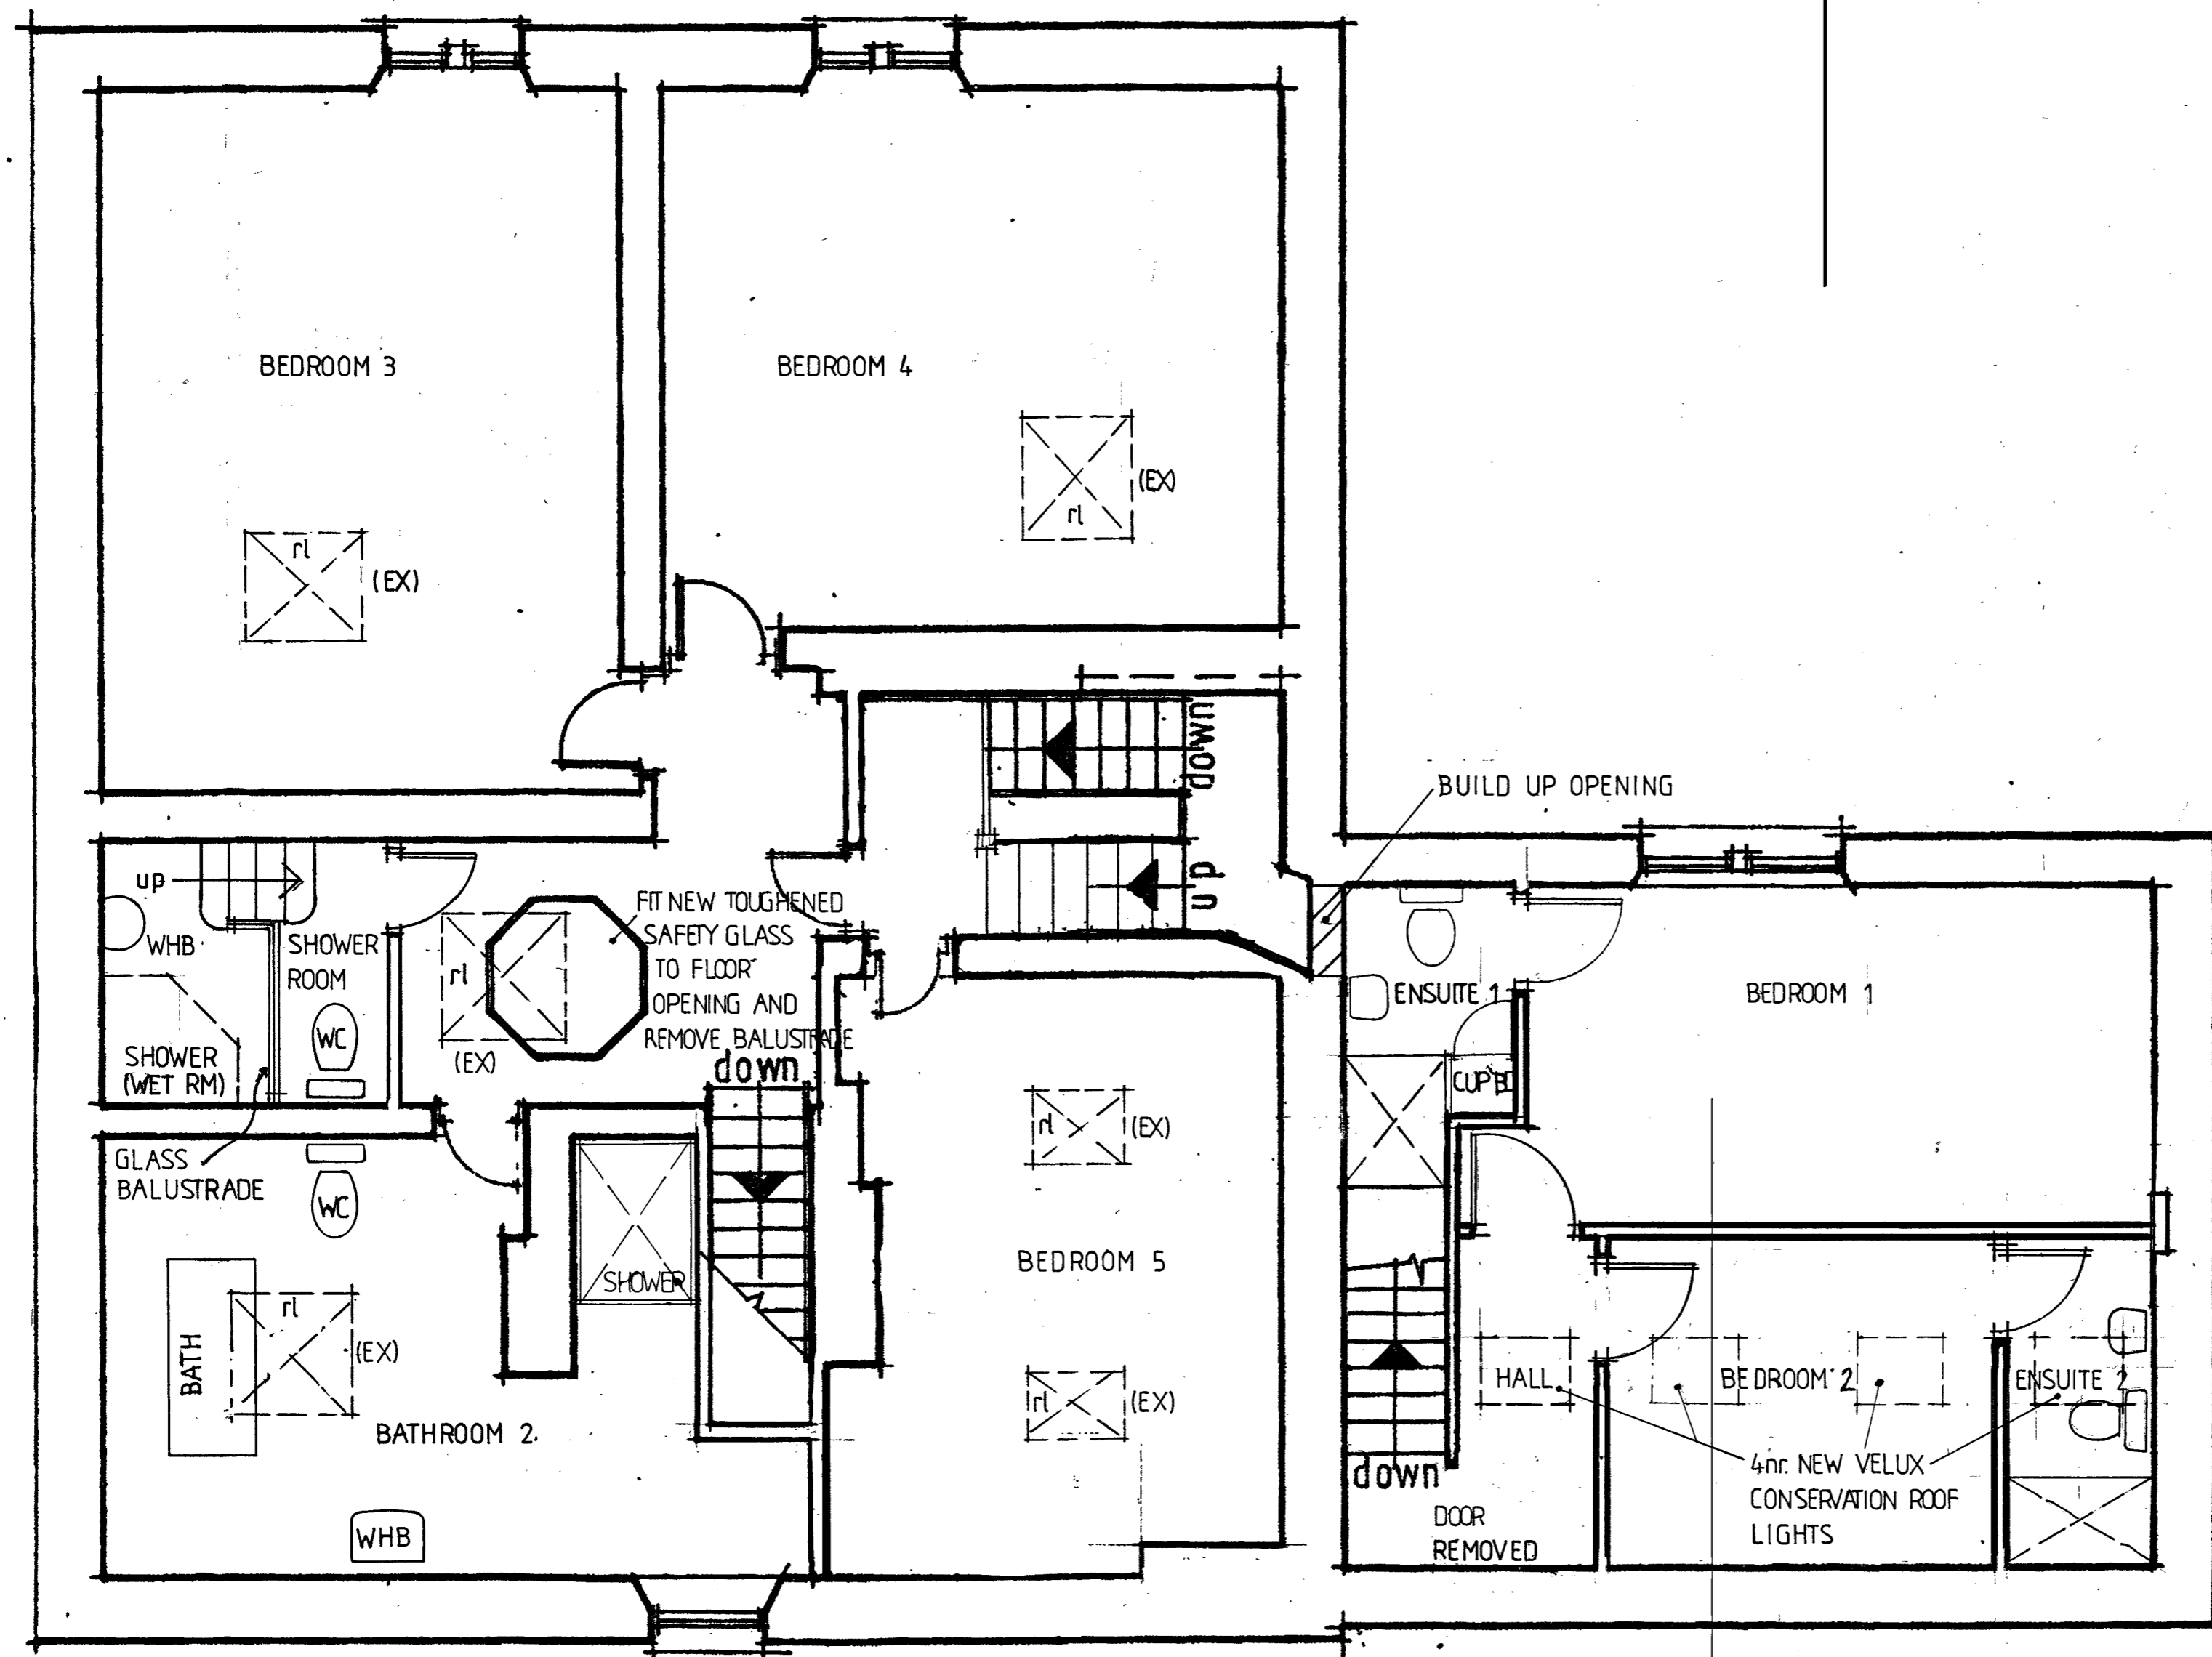 BEDROOM 3
BEDROOM 4
rl
(EX)
rl
(EX)
down
BUILD UP OPENING
up
up
FIT NEW TOUGHENED
SAFETY GLASS
TO FLOOR
OPENING AND
REMOVE BALUSTRADE
WHB
SHOWER
ROOM
rl
(EX)
WC
SHOWER
(WET RM)
down
ENSUITE 1
BEDROOM 1
CUP'BD
rl
(EX)
GLASS
BALUSTRADE
WC
SHOWER
BEDROOM 5
rl
(EX)
BATH
BATHROOM 2
rl
(EX)
HALL
BEDROOM 2
ENSUITE 2
down
4nr. NEW VELUX
CONSERVATION ROOF
LIGHTS
DOOR
REMOVED
WHB